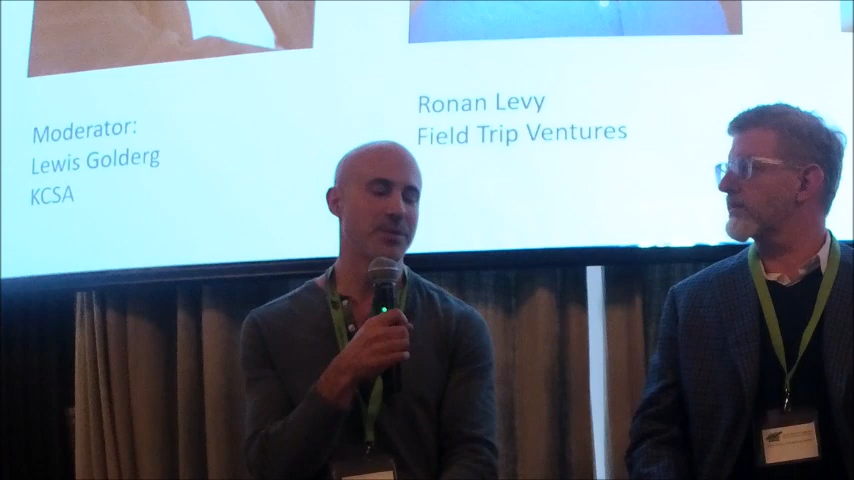 Moderator:
Lewis Golderg
KCSA
Ronan Levy
Field Trip Ventures